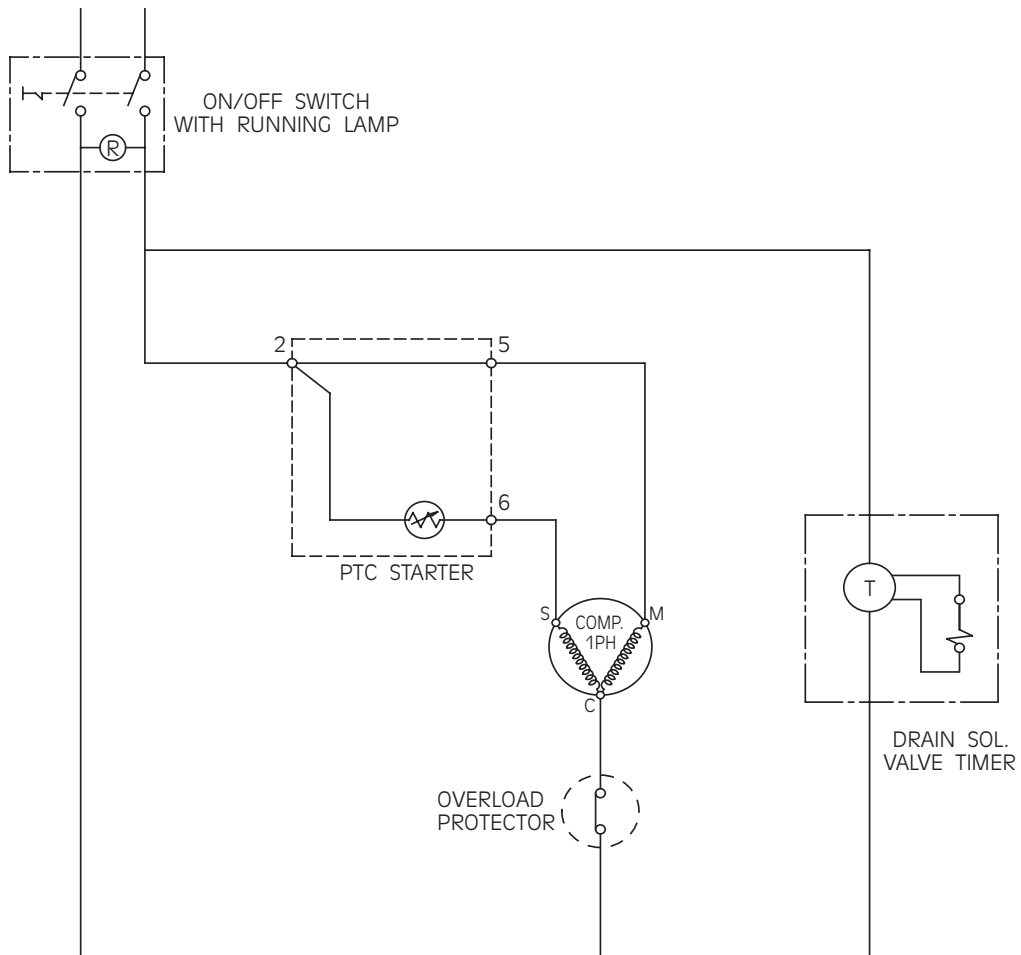 ON/OFF SWITCH
WITH RUNNING LAMP
R
2
5
6
PTC STARTER
S
COMP.
1PH
M
C
T
DRAIN SOL.
VALVE TIMER
OVERLOAD
PROTECTOR